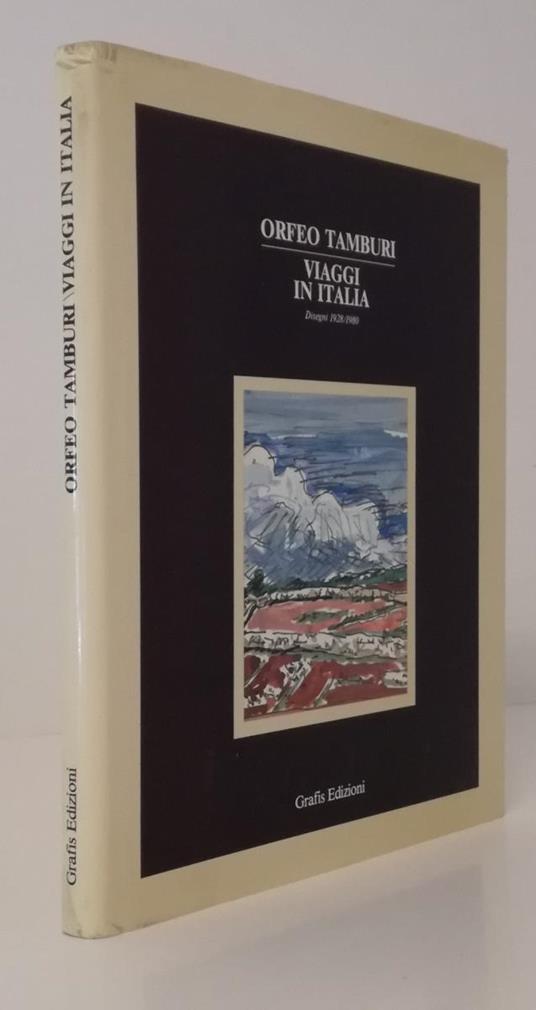 ORFEO TAMBURI\VIAGGI IN ITALIA
Grafis Edizioni
ORFEO TAMBURI
VIAGGI
IN ITALIA
Disegni 1928/1980
Grafis Edizioni